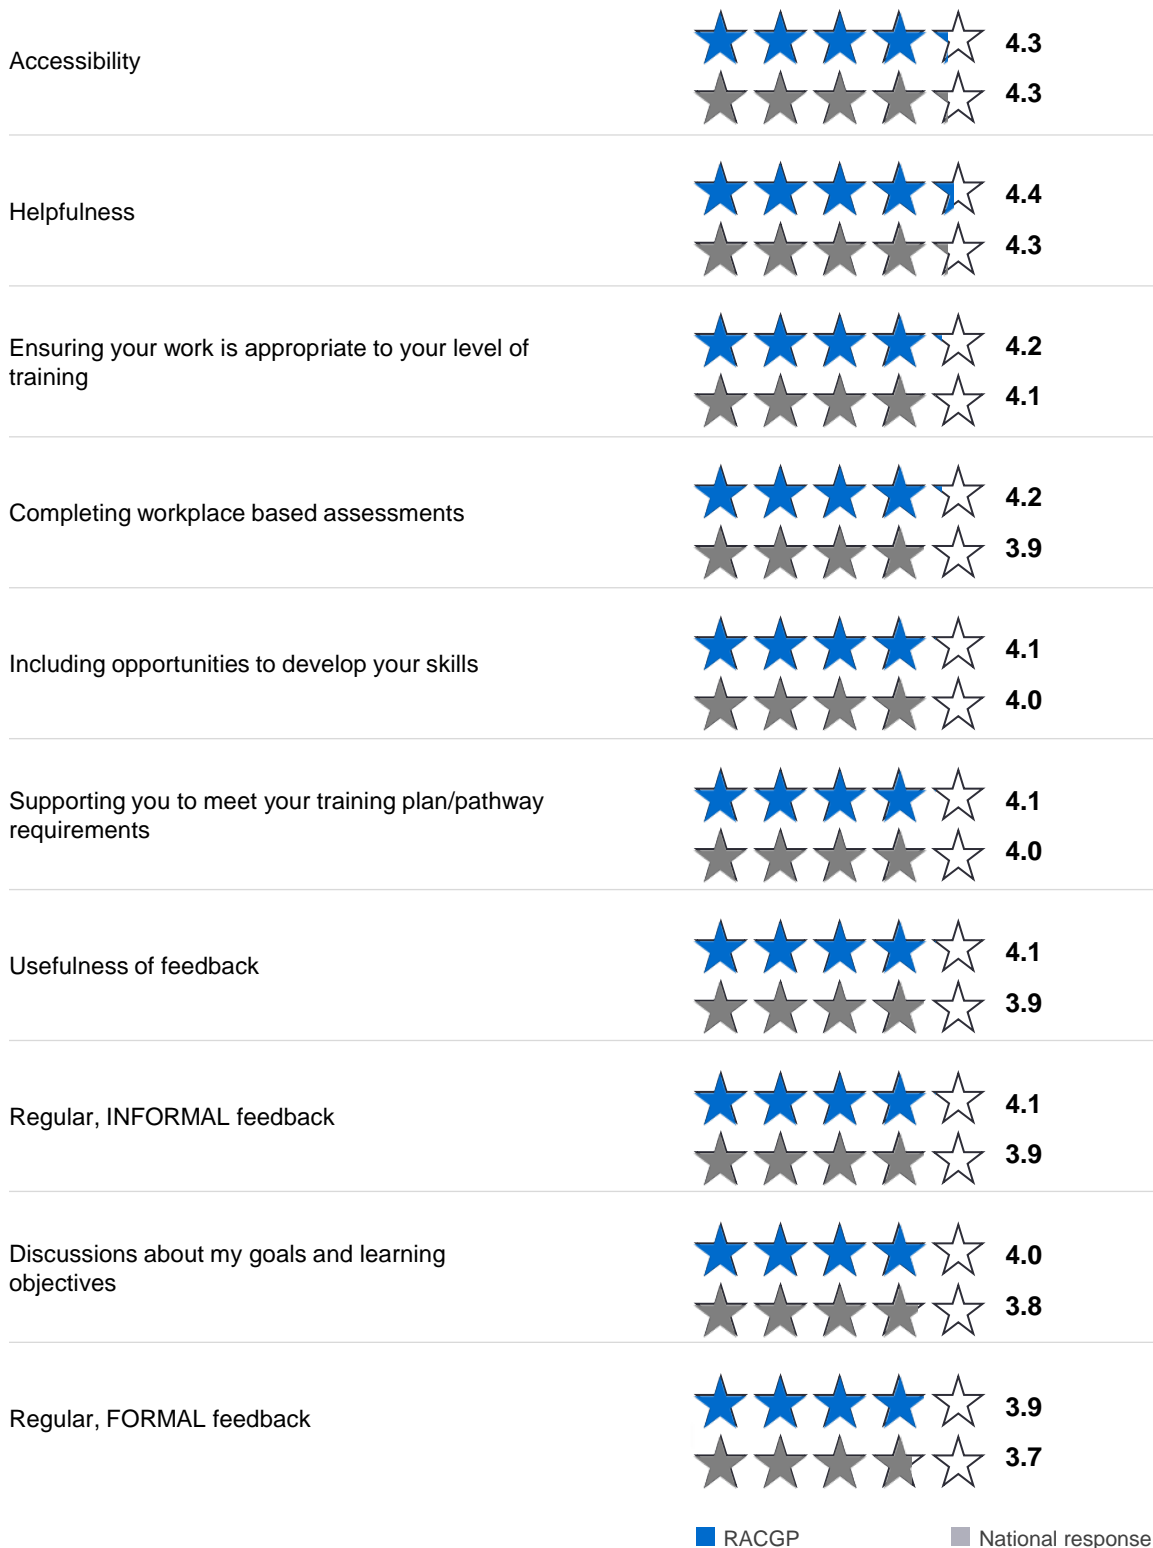 Accessibility
4.3
4.3
Helpfulness
4.4
4.3
Ensuring your work is appropriate to your level of
training
4.2
4.1
Completing workplace based assessments
4.2
3.9
Including opportunities to develop your skills
4.1
4.0
Supporting you to meet your training plan/pathway
requirements
4.1
4.0
Usefulness of feedback
4.1
3.9
Regular, INFORMAL feedback
4.1
3.9
Discussions about my goals and learning
objectives
4.0
3.8
Regular, FORMAL feedback
3.9
3.7
RACGP
National response